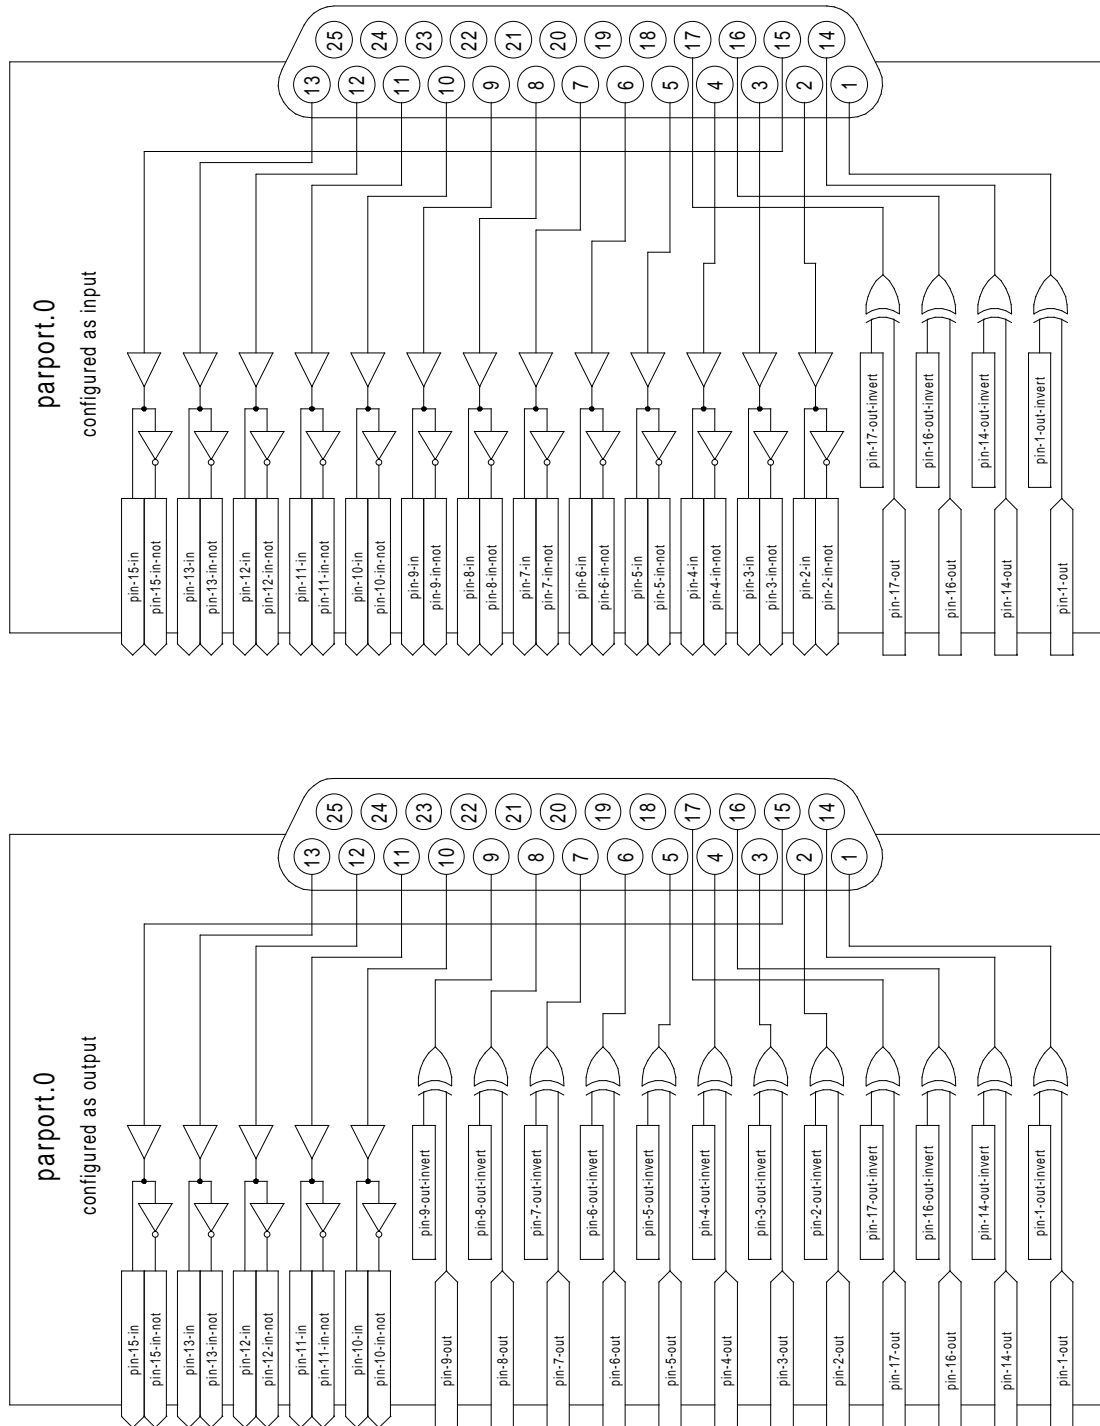 25
24
23
22
21
20
19
18
17
16
15
14
13
12
11
10
9
8
7
6
5
4
3
2
1
parport.0
configured as input
pin-17-out-invert
pin-16-out-invert
pin-14-out-invert
pin-1-out-invert
pin-15-in
pin-15-in-not
pin-13-in
pin-13-in-not
pin-12-in
pin-12-in-not
pin-11-in
pin-11-in-not
pin-10-in
pin-10-in-not
pin-9-in
pin-9-in-not
pin-8-in
pin-8-in-not
pin-7-in
pin-7-in-not
pin-6-in
pin-6-in-not
pin-5-in
pin-5-in-not
pin-4-in
pin-4-in-not
pin-3-in
pin-3-in-not
pin-2-in
pin-2-in-not
pin-17-out
pin-16-out
pin-14-out
pin-1-out
25
24
23
22
21
20
19
18
17
16
15
14
13
12
11
10
9
8
7
6
5
4
3
2
1
parport.0
configured as output
pin-9-out-invert
pin-8-out-invert
pin-7-out-invert
pin-6-out-invert
pin-5-out-invert
pin-4-out-invert
pin-3-out-invert
pin-2-out-invert
pin-17-out-invert
pin-16-out-invert
pin-14-out-invert
pin-1-out-invert
pin-15-in
pin-15-in-not
pin-13-in
pin-13-in-not
pin-12-in
pin-12-in-not
pin-11-in
pin-11-in-not
pin-10-in
pin-10-in-not
pin-9-out
pin-8-out
pin-7-out
pin-6-out
pin-5-out
pin-4-out
pin-3-out
pin-2-out
pin-17-out
pin-16-out
pin-14-out
pin-1-out